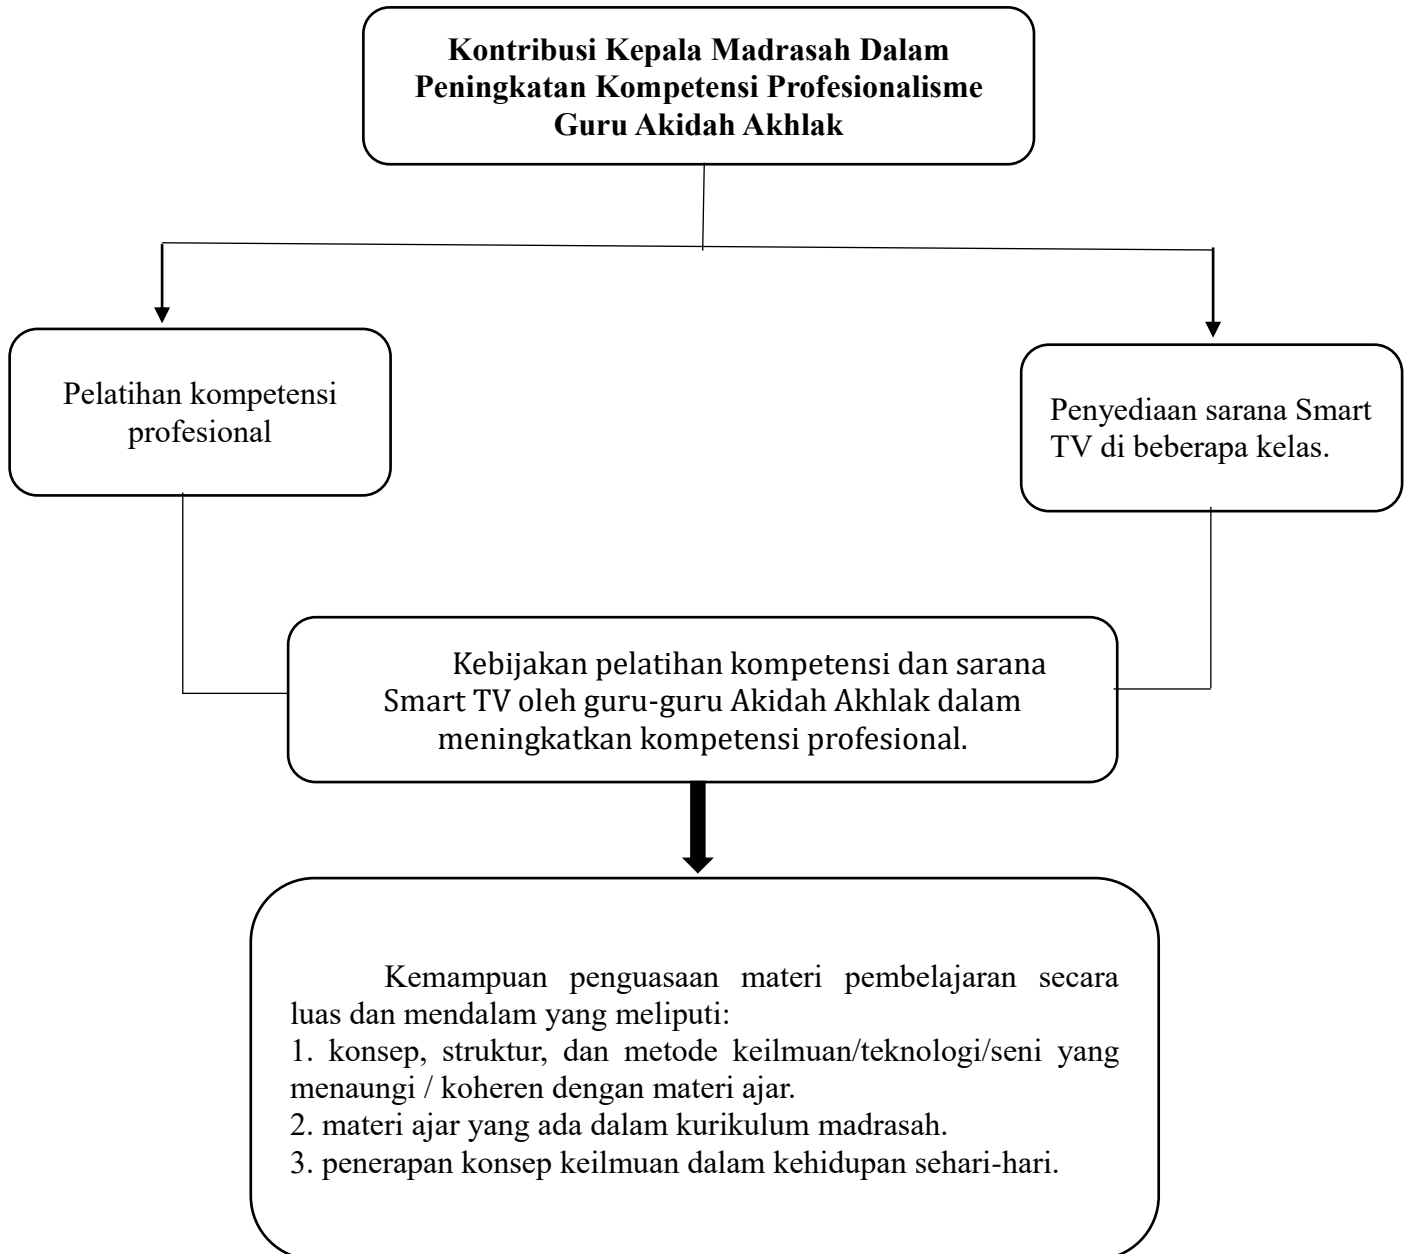 Kontribusi Kepala Madrasah Dalam
Peningkatan Kompetensi Profesionalisme
Guru Akidah Akhlak
Pelatihan kompetensi
profesional
Penyediaan sarana Smart
TV di beberapa kelas.
Kebijakan pelatihan kompetensi dan sarana
Smart TV oleh guru-guru Akidah Akhlak dalam
meningkatkan kompetensi profesional.
Kemampuan penguasaan materi pembelajaran secara
luas dan mendalam yang meliputi:
1. konsep, struktur, dan metode keilmuan/teknologi/seni yang
menaungi / koheren dengan materi ajar.
2. materi ajar yang ada dalam kurikulum madrasah.
3. penerapan konsep keilmuan dalam kehidupan sehari-hari.